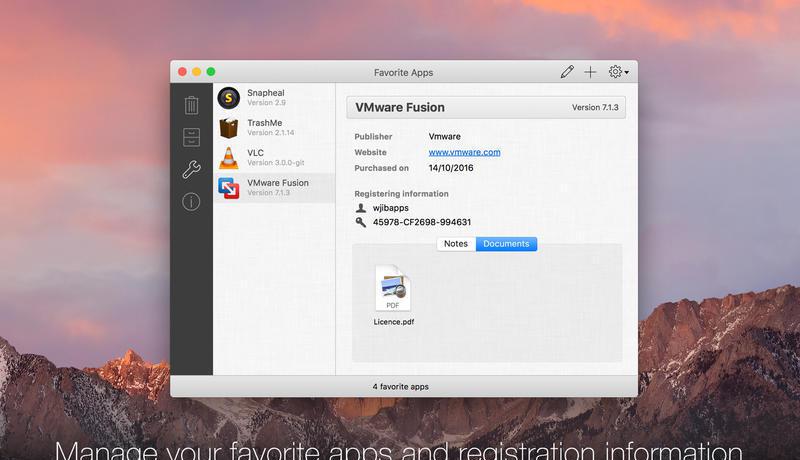 Favorite Apps
Snapheal
Version 2.9
TrashMe
Version 2.1.14
VLC
Version 3.0.0-git
VMware Fusion
Version 7.1.3
VMware Fusion Version 7.1.3
Publisher Vmware
Website www.vmware.com
Purchased on 14/10/2016
Registering information
wjibapps
45978-CF2698-994631
Notes Documents
PDF
Licence.pdf
4 favorite apps
Manage your favorite apps and registration information